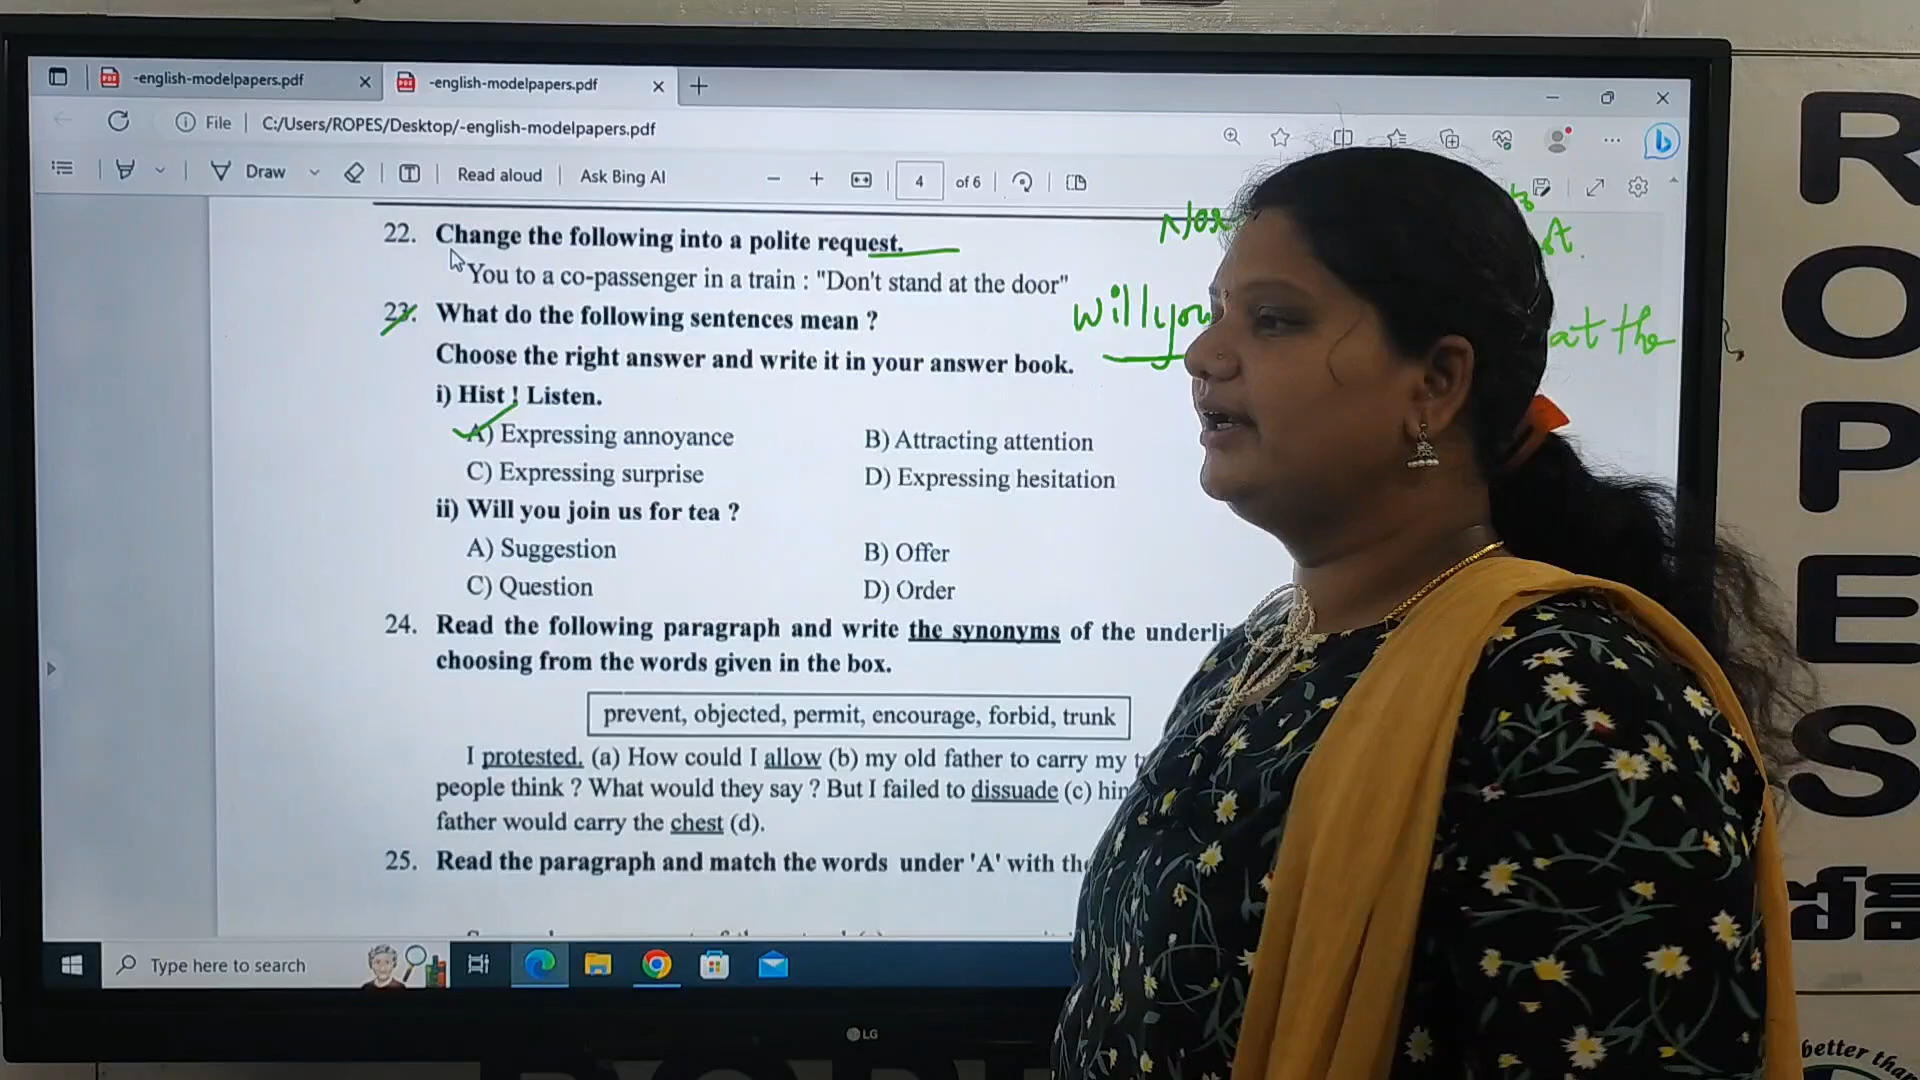 -english-modelpapers.pdf
-english-modelpapers.pdf
File
C:/Users/ROPES/Desktop/-english-modelpapers.pdf
Draw
Read aloud
Ask Bing AI
4
of 6
22. Change the following into a polite request.
You to a co-passenger in a train : "Don't stand at the door"
will you
at the
23. What do the following sentences mean ?
Choose the right answer and write it in your answer book.
i) Hist ! Listen.
A) Expressing annoyance B) Attracting attention
C) Expressing surprise D) Expressing hesitation
ii) Will you join us for tea ?
A) Suggestion B) Offer
C) Question D) Order
24. Read the following paragraph and write the synonyms of the
choosing from the words given in the box.
prevent, objected, permit, encourage, forbid, trunk
I protested. (a) How could I allow (b) my old father to carry my
people think ? What would they say ? But I failed to dissuade (c)
father would carry the chest (d).
25. Read the paragraph and match the words under 'A' with
Type here to search
LG
ROPES
better